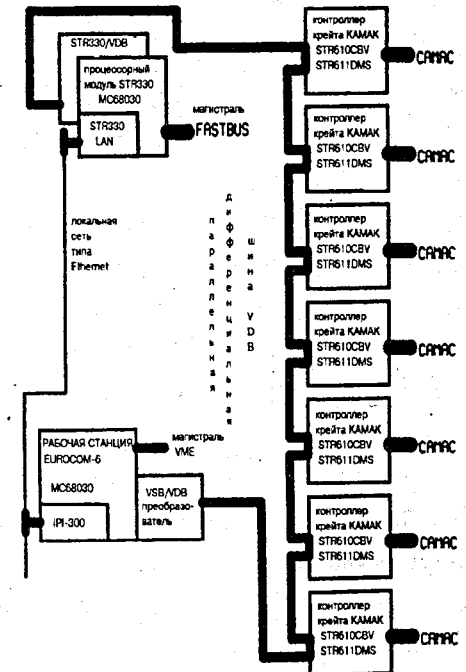 STR330/VDB
процессорный
модуль STR330
MC68030
STR330
LAN
магистраль
FASTBUS
локальная
сеть
типа
Ethernet
параллельная
дифференциальная
шина VDB
РАБОЧАЯ СТАНЦИЯ
EUROCOM-6
MC68030
IPI-300
магистраль
VME
VSB/VDB
преобразо-
ватель
контроллер
крейта КАМАК
STR610CBV
STR611DMS
CAMAC
контроллер
крейта КАМАК
STR610CBV
STR611DMS
CAMAC
контроллер
крейта КАМАК
STR610CBV
STR611DMS
CAMAC
контроллер
крейта КАМАК
STR610CBV
STR611DMS
CAMAC
контроллер
крейта КАМАК
STR610CBV
STR611DMS
CAMAC
контроллер
крейта КАМАК
STR610CBV
STR611DMS
CAMAC
контроллер
крейта КАМАК
STR610CBV
STR611DMS
CAMAC